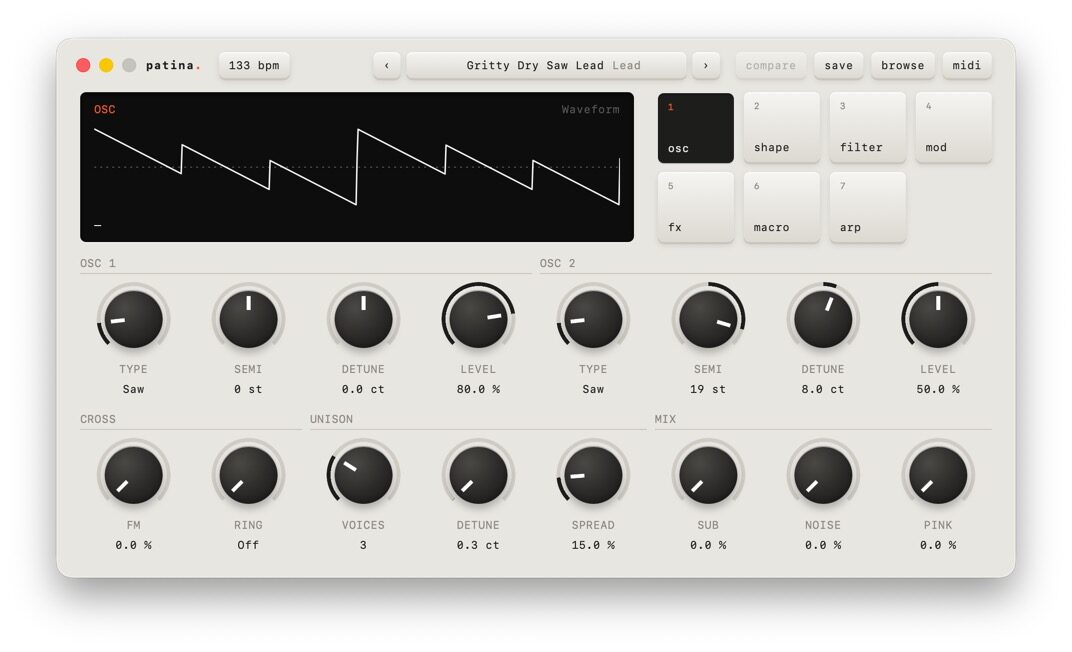 patina. 133 bpm ‹ Gritty Dry Saw Lead Lead › compare save browse midi
OSC Waveform
1 2 3 4
osc shape filter mod
5 6 7
fx macro arp
OSC 1 OSC 2
TYPE SEMI DETUNE LEVEL TYPE SEMI DETUNE LEVEL
Saw 0 st 0.0 ct 80.0 % Saw 19 st 8.0 ct 50.0 %
CROSS UNISON MIX
FM RING VOICES DETUNE SPREAD SUB NOISE PINK
0.0 % Off 3 0.3 ct 15.0 % 0.0 % 0.0 % 0.0 %